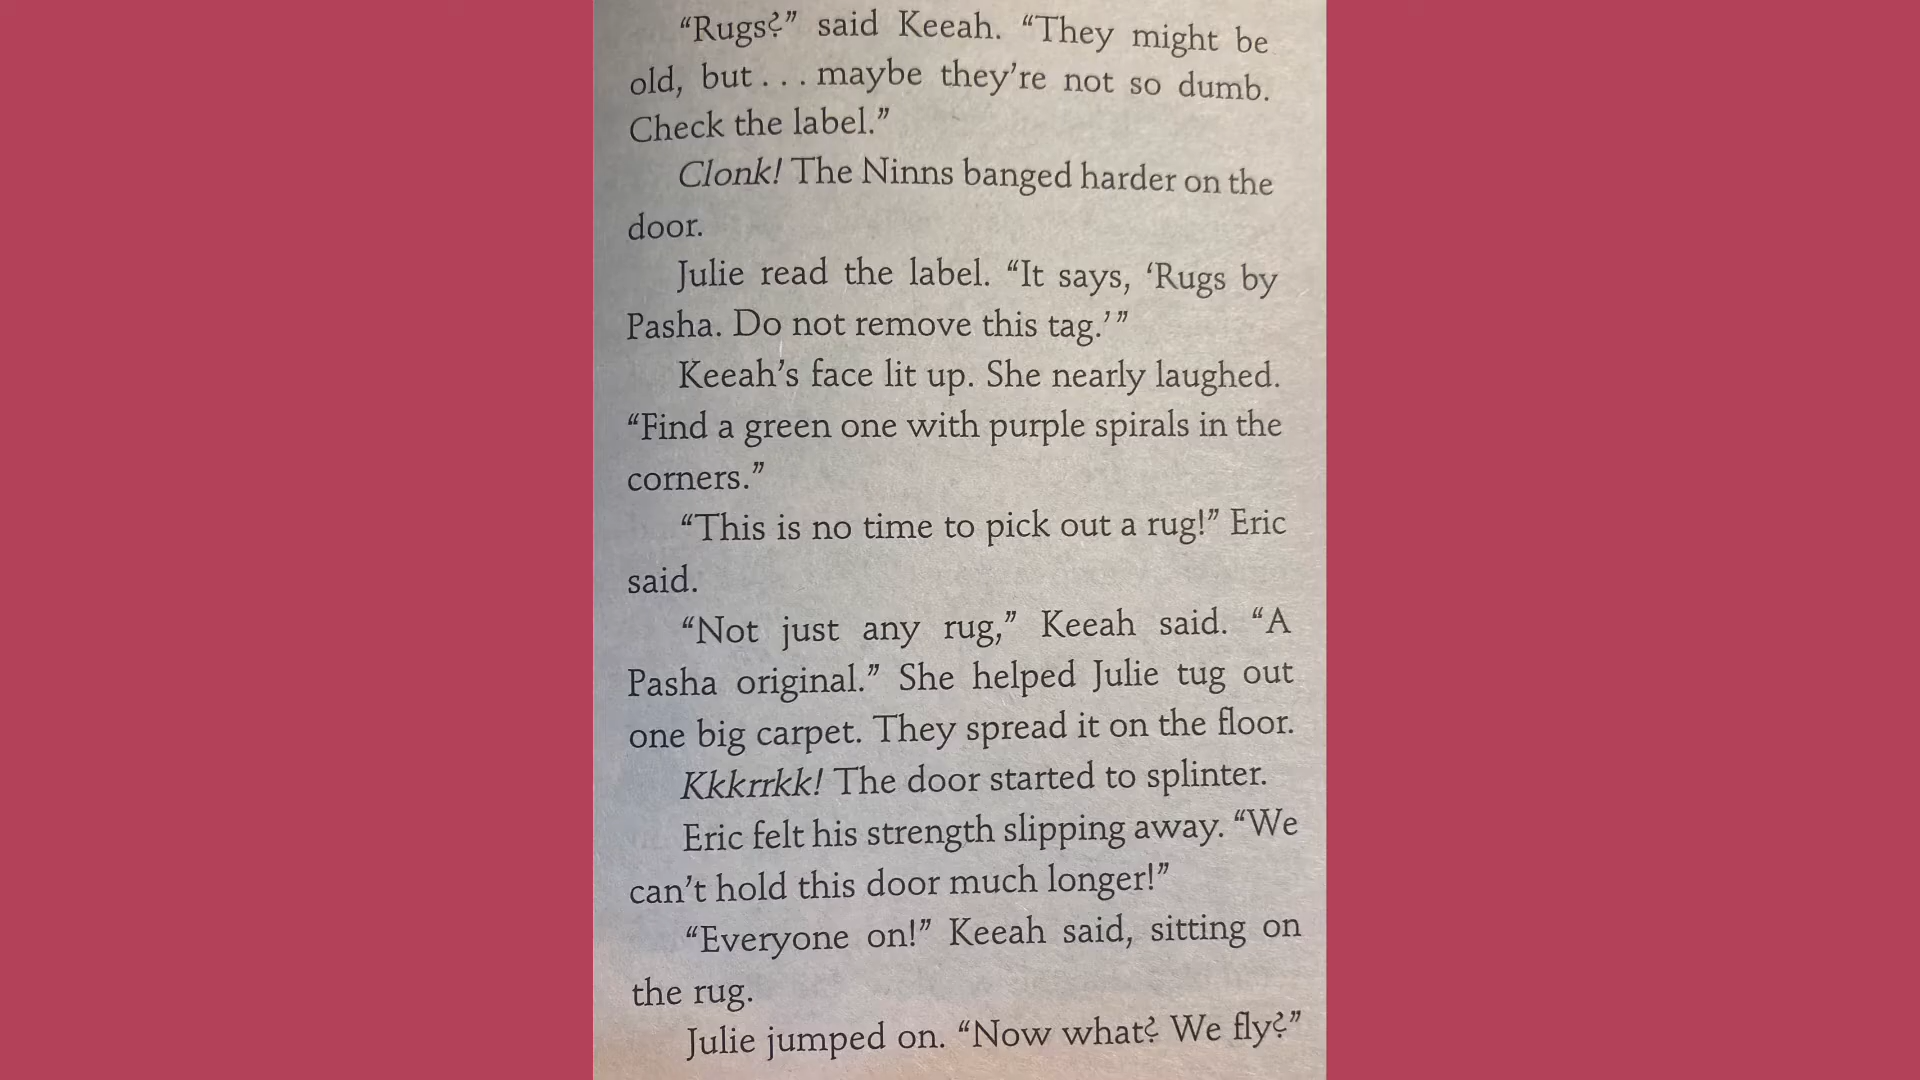 “Rugs?” said Keeah. “They might be
old, but . . . maybe they’re not so dumb.
Check the label.”
Clonk! The Ninns banged harder on the
door.
Julie read the label. “It says, ‘Rugs by
Pasha. Do not remove this tag.’”
Keeah’s face lit up. She nearly laughed.
“Find a green one with purple spirals in the
corners.”
“This is no time to pick out a rug!” Eric
said.
“Not just any rug,” Keeah said. “A
Pasha original.” She helped Julie tug out
one big carpet. They spread it on the floor.
Kkkrrkk! The door started to splinter.
Eric felt his strength slipping away. “We
can’t hold this door much longer!”
“Everyone on!” Keeah said, sitting on
the rug.
Julie jumped on. “Now what? We fly?”